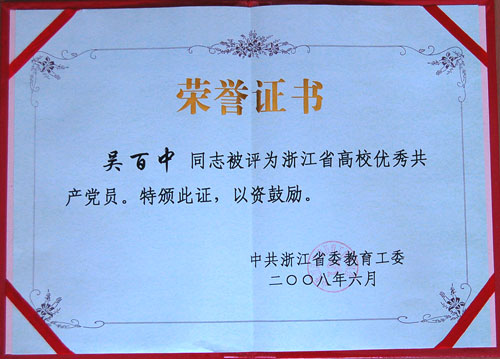 荣誉证书
吴百中 同志被评为浙江省高校优秀共
产党员。特颁此证，以资鼓励。
中共浙江省委教育工委
二〇〇八年六月